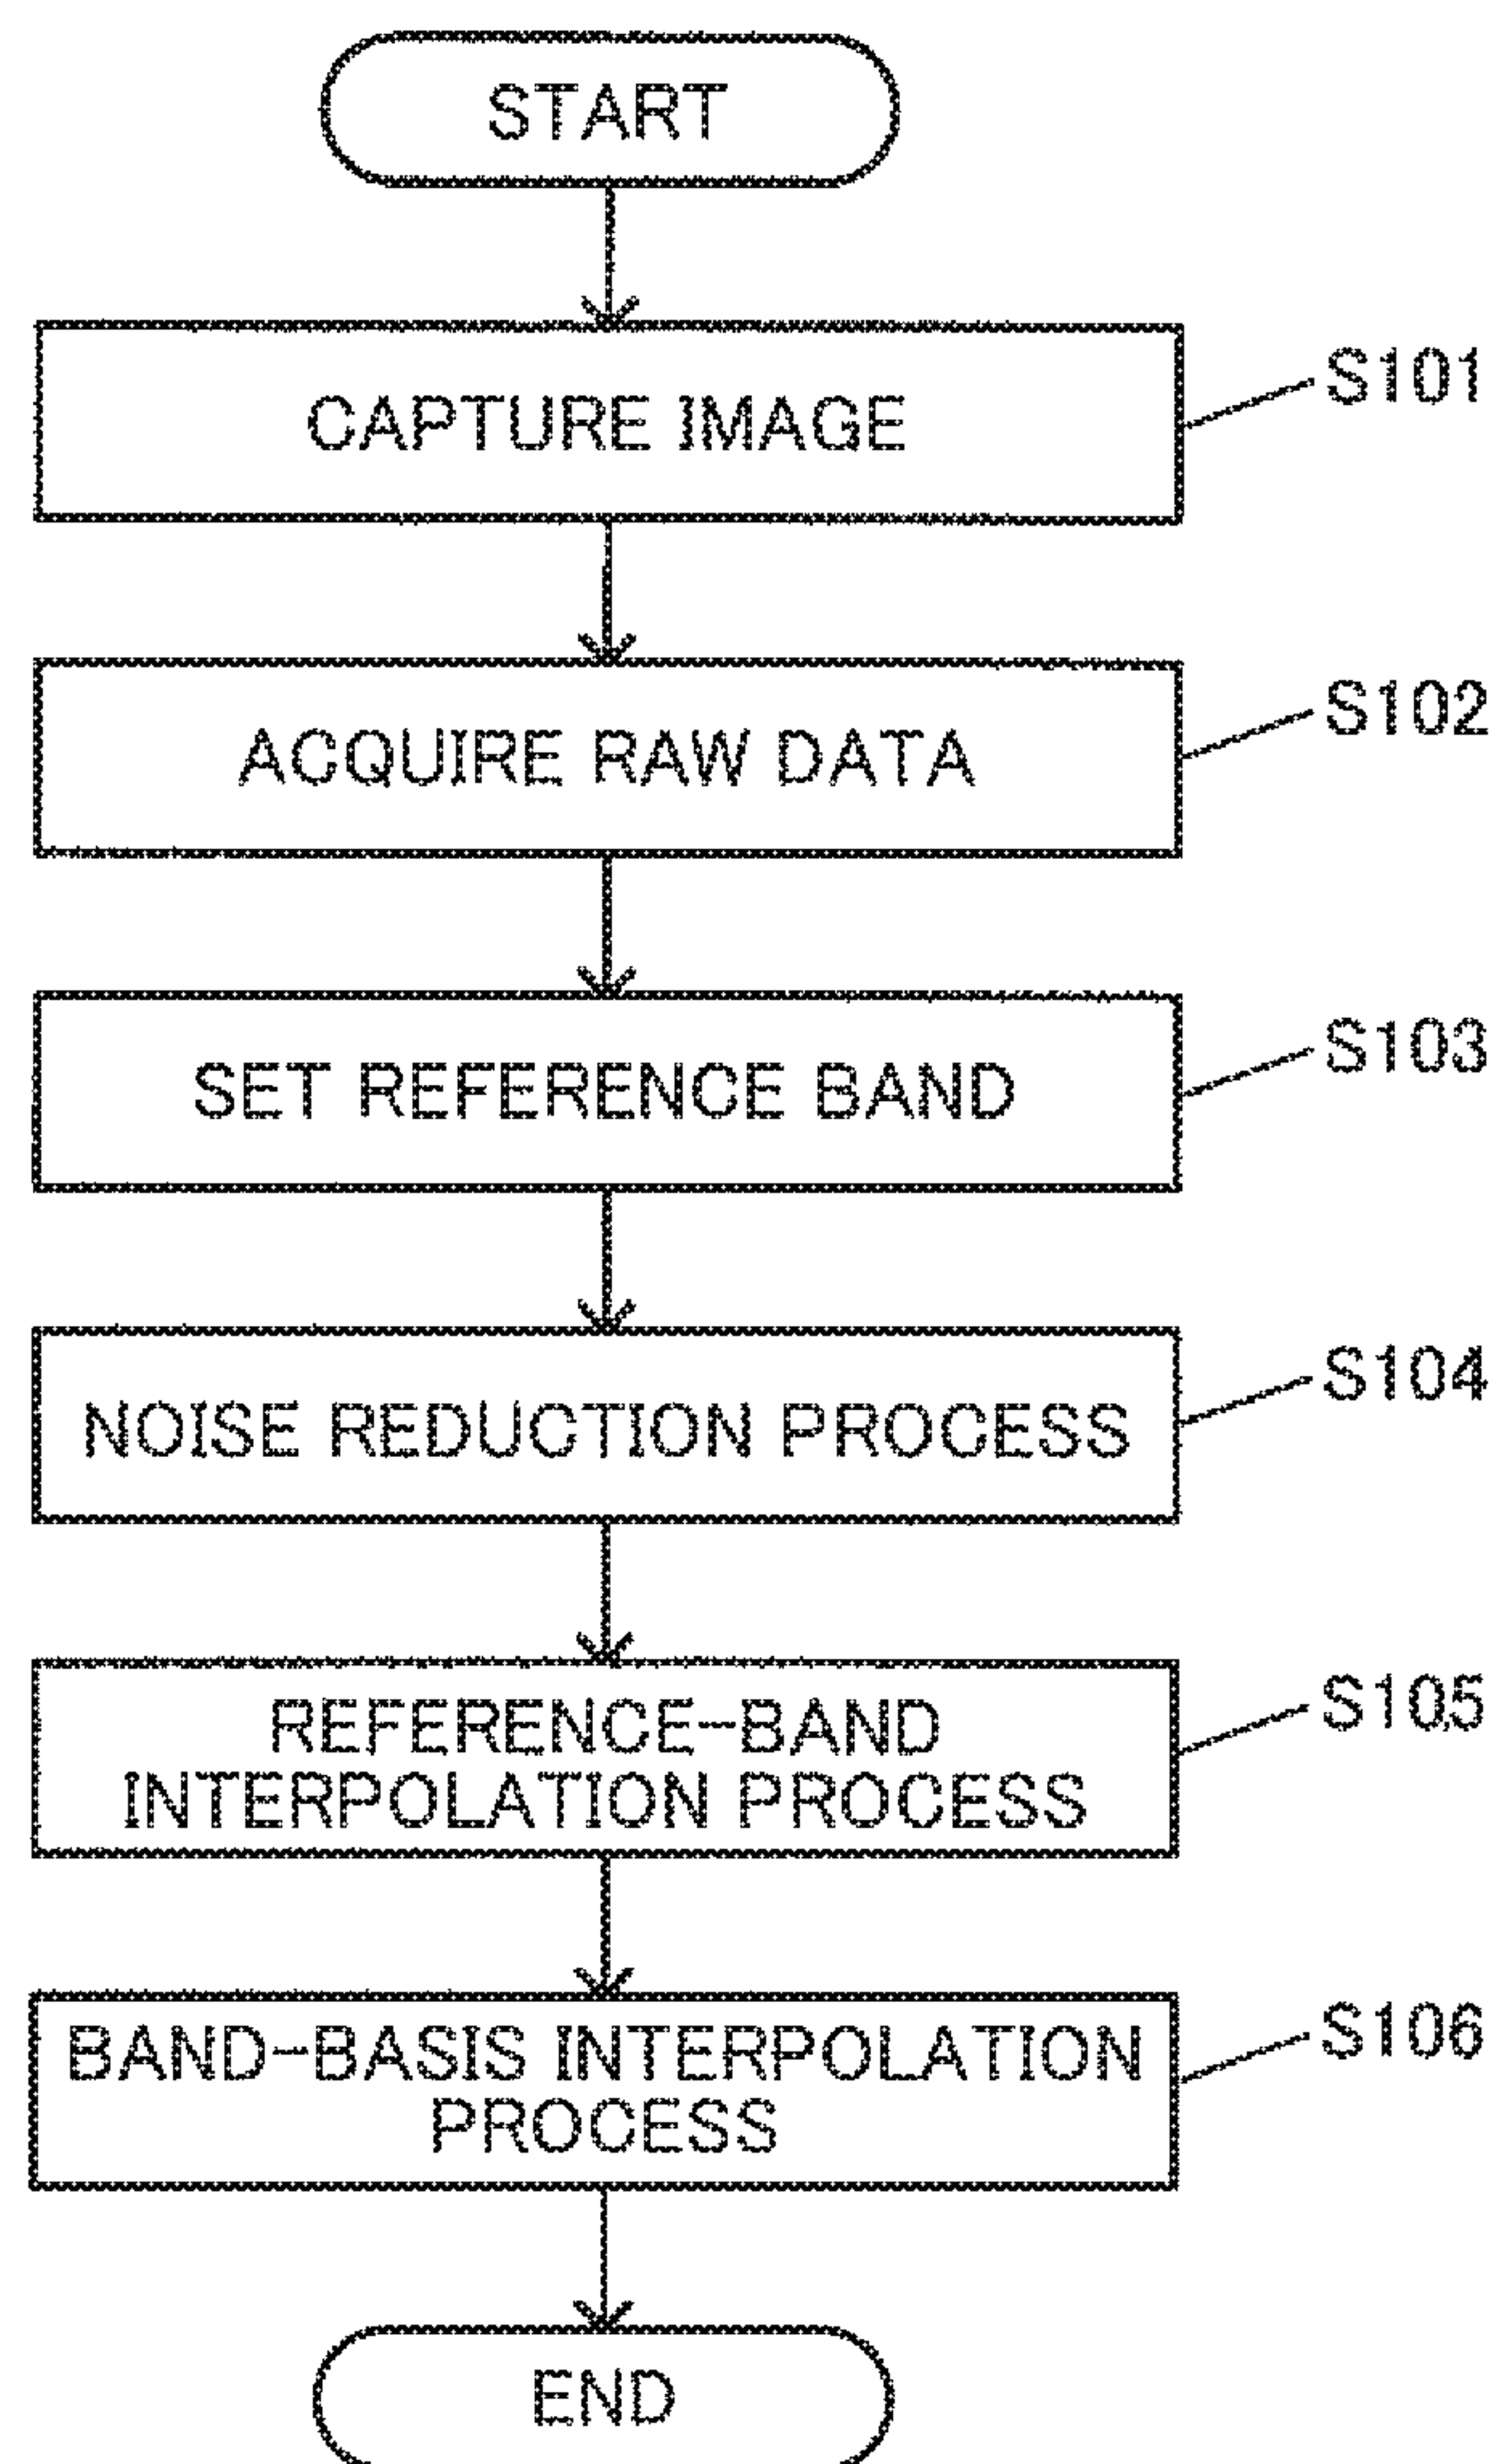 START
CAPTURE IMAGE
S101
ACQUIRE RAW DATA
S102
SET REFERENCE BAND
S103
NOISE REDUCTION PROCESS
S104
REFERENCE-BAND
INTERPOLATION PROCESS
S105
BAND-BASIS INTERPOLATION
PROCESS
S106
END